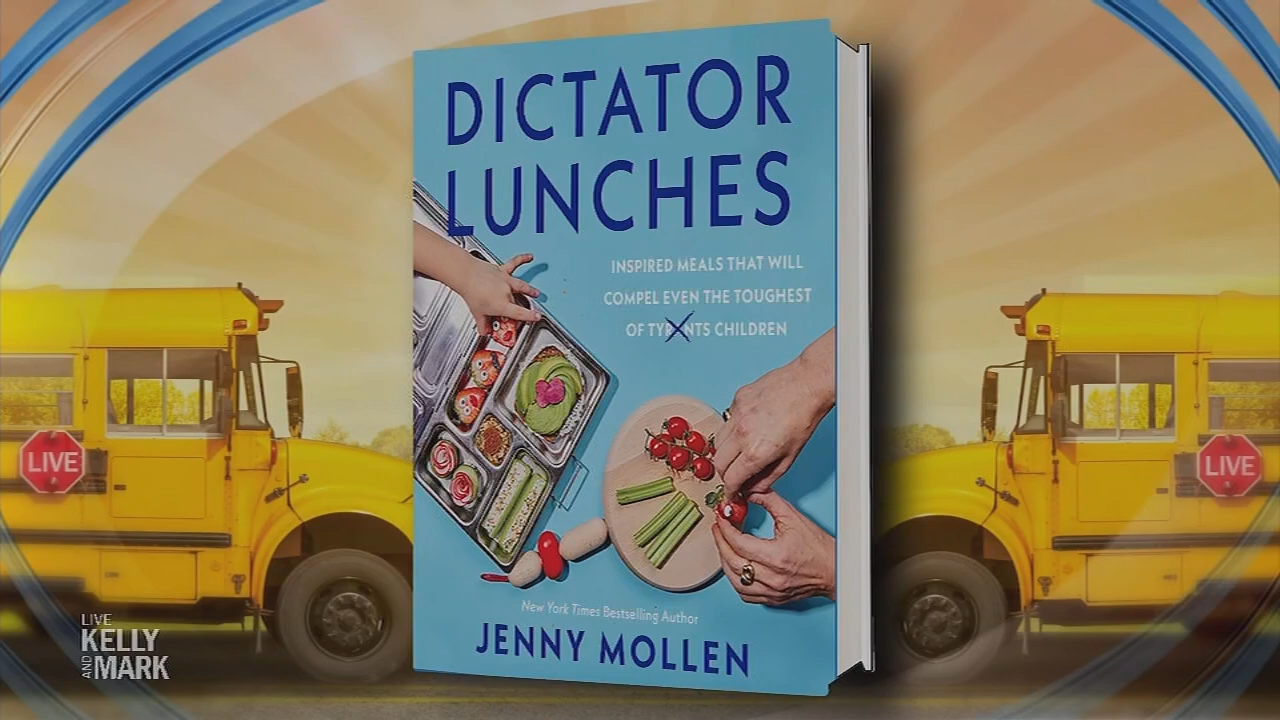 DICTATOR
LUNCHES
INSPIRED MEALS THAT WILL
COMPEL EVEN THE TOUGHEST
OF TYRANTS CHILDREN
New York Times Bestselling Author
JENNY MOLLEN
LIVE
LIVE
LIVE
KELLY
AND MARK